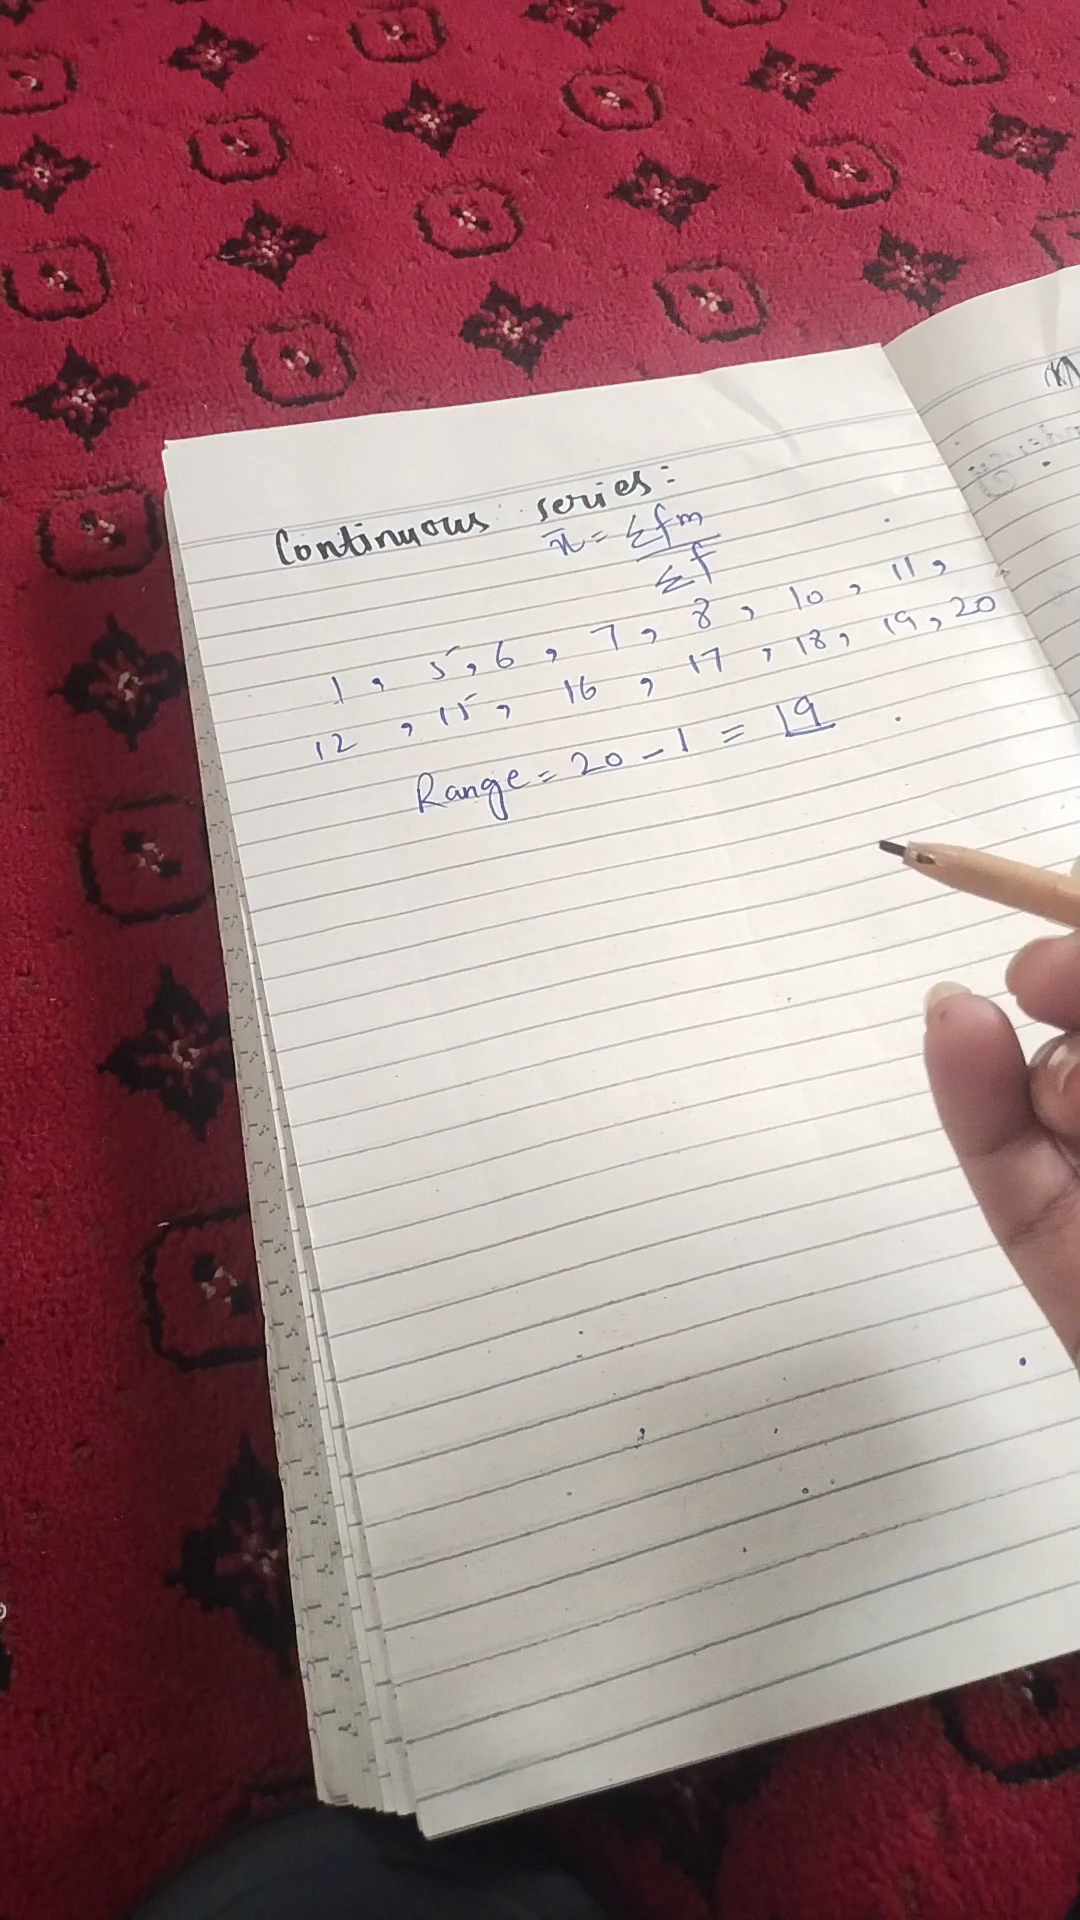 Continuous series:
x̄ = Σfm / Σf
1, 5, 6, 7, 8, 10, 11,
12, 15, 16, 17, 18, 19, 20
Range = 20 - 1 = 19